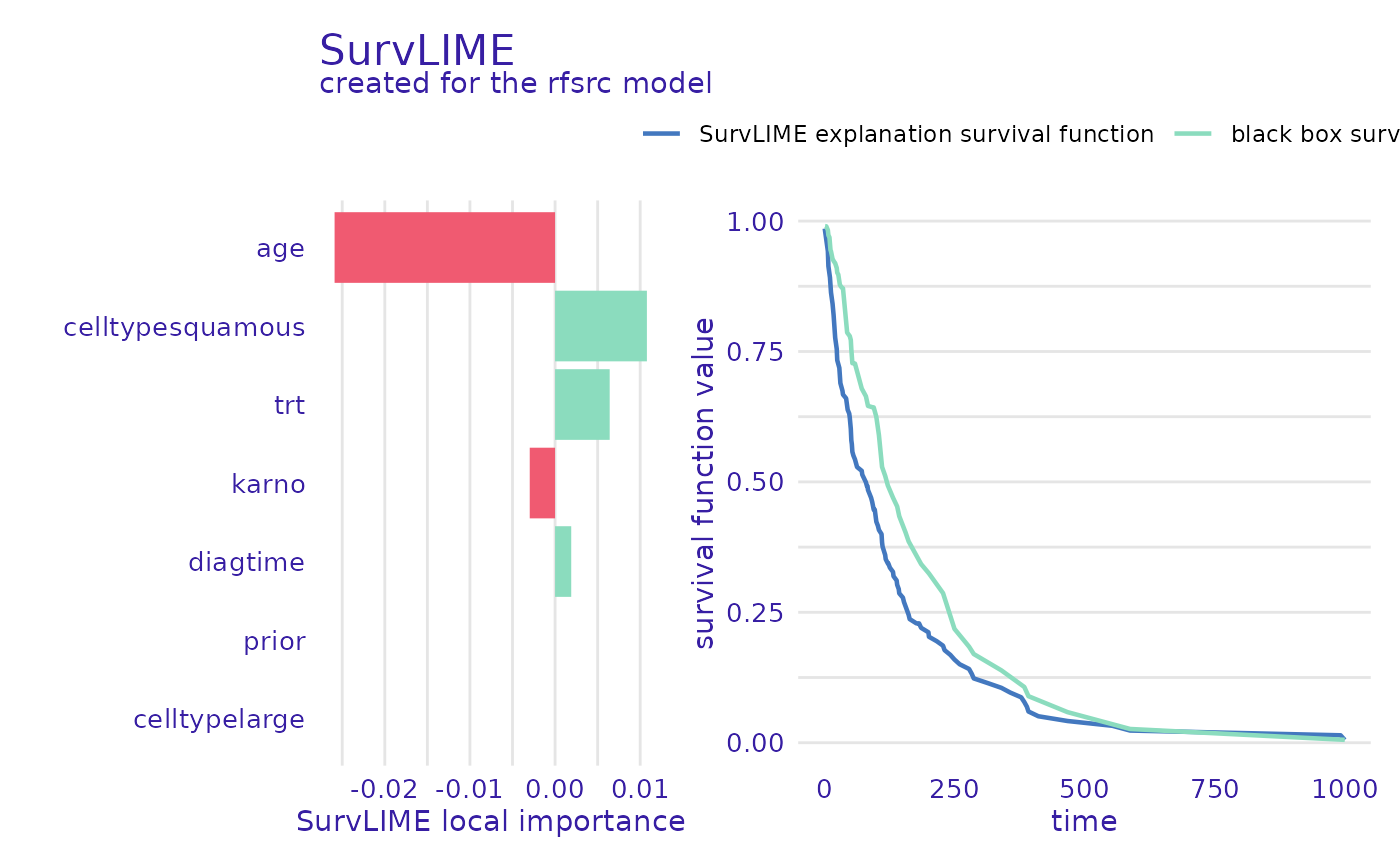 SurvLIME
created for the rfsrc model
SurvLIME explanation survival function
black box surv
age
celltypesquamous
trt
karno
diagtime
prior
celltypelarge
-0.02 -0.01 0.00 0.01
SurvLIME local importance
survival function value
1.00
0.75
0.50
0.25
0.00
0 250 500 750 1000
time